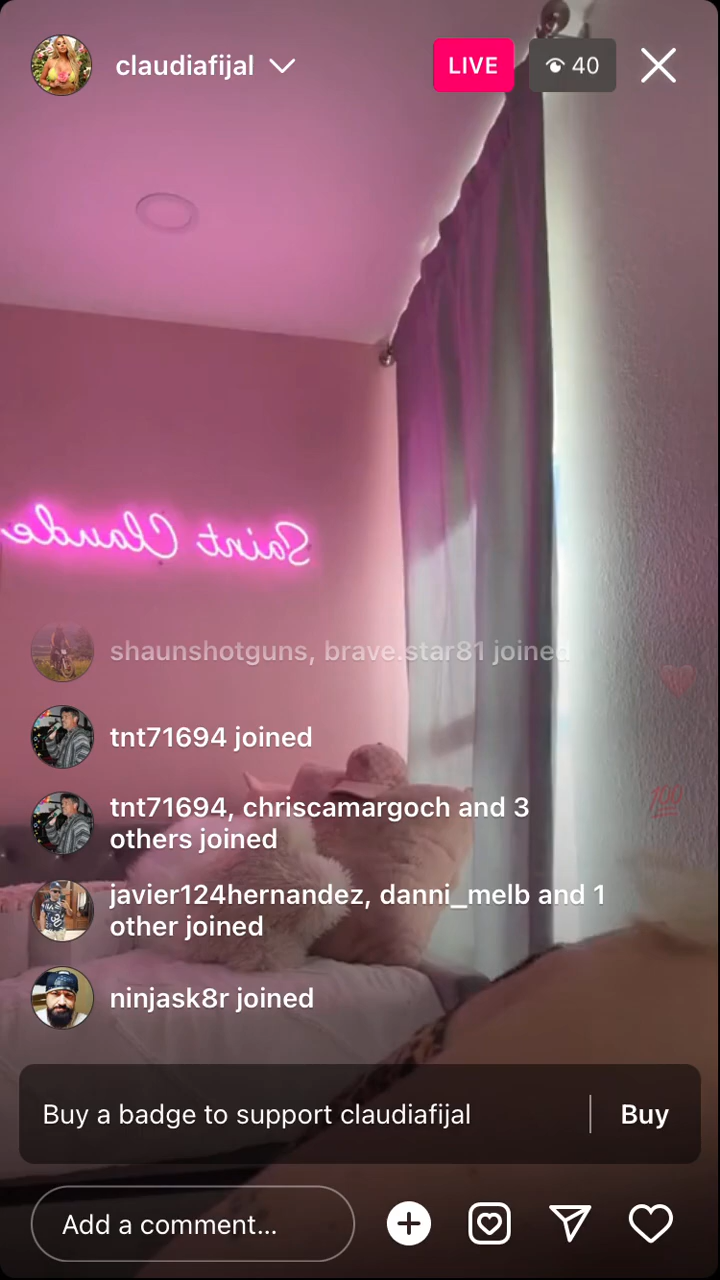 claudiafijal
LIVE
40
Saint Claude
shaunshotguns, brave.star81 joined
tnt71694 joined
tnt71694, chriscamargoch and 3
others joined
javier124hernandez, danni_melb and 1
other joined
ninjask8r joined
Buy a badge to support claudiafijal
Buy
Add a comment...
💯